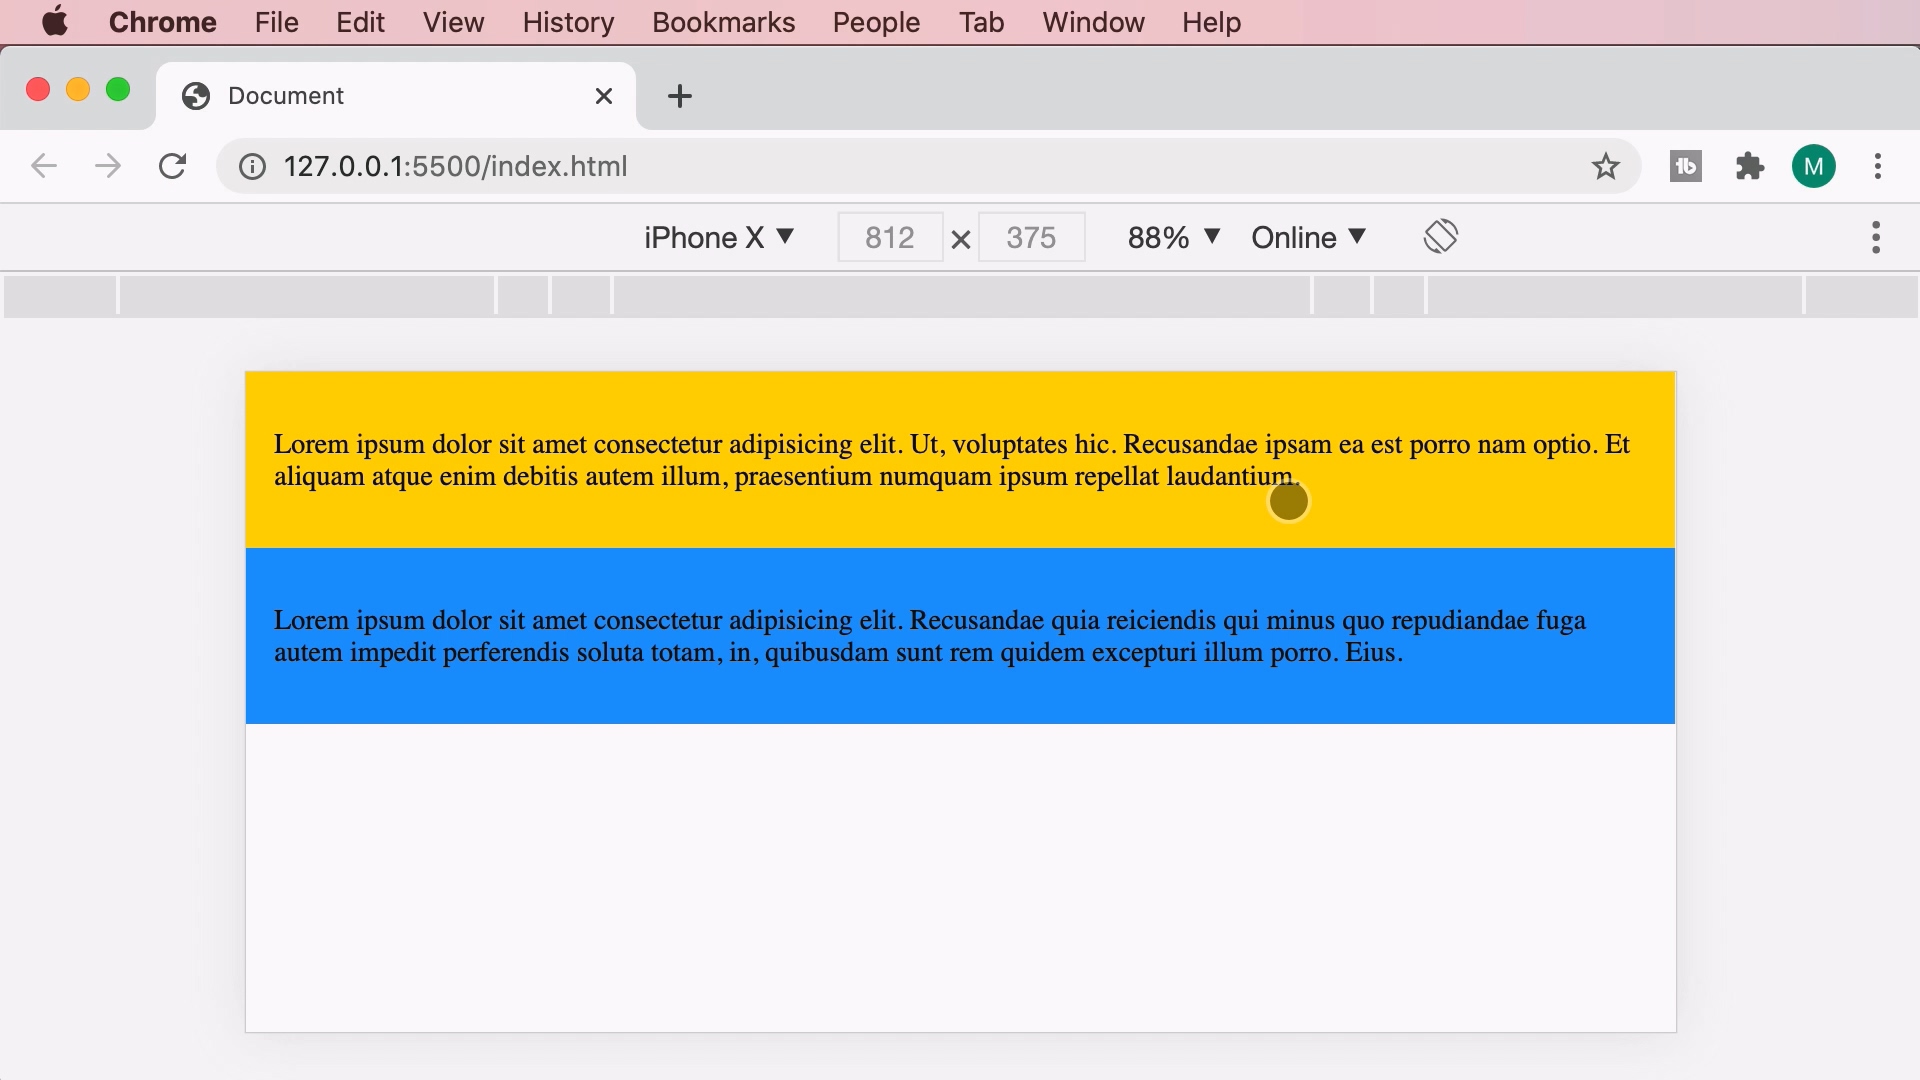 Chrome File Edit View History Bookmarks People Tab Window Help
Document
127.0.0.1:5500/index.html
M
iPhone X ▼ 812 × 375 88% ▼ Online ▼
Lorem ipsum dolor sit amet consectetur adipisicing elit. Ut, voluptates hic. Recusandae ipsam ea est porro nam optio. Et
aliquam atque enim debitis autem illum, praesentium numquam ipsum repellat laudantium.
Lorem ipsum dolor sit amet consectetur adipisicing elit. Recusandae quia reiciendis qui minus quo repudiandae fuga
autem impedit perferendis soluta totam, in, quibusdam sunt rem quidem excepturi illum porro. Eius.